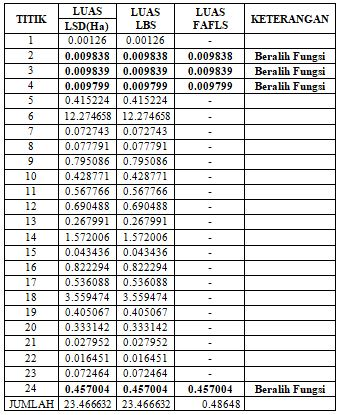 TITIK LUAS LSD(Ha) LUAS LBS LUAS FAFLS KETERANGAN
1 0.00126 0.00126 -
2 0.009838 0.009838 0.009838 Beralih Fungsi
3 0.009839 0.009839 0.009839 Beralih Fungsi
4 0.009799 0.009799 0.009799 Beralih Fungsi
5 0.415224 0.415224 -
6 12.274658 12.274658 -
7 0.072743 0.072743 -
8 0.077791 0.077791 -
9 0.795086 0.795086 -
10 0.428771 0.428771 -
11 0.567766 0.567766 -
12 0.690488 0.690488 -
13 0.267991 0.267991 -
14 1.572006 1.572006 -
15 0.043436 0.043436 -
16 0.822294 0.822294 -
17 0.536088 0.536088 -
18 3.559474 3.559474 -
19 0.405067 0.405067 -
20 0.333142 0.333142 -
21 0.027952 0.027952 -
22 0.016451 0.016451 -
23 0.072464 0.072464 -
24 0.457004 0.457004 0.457004 Beralih Fungsi
JUMLAH 23.466632 23.466632 0.48648